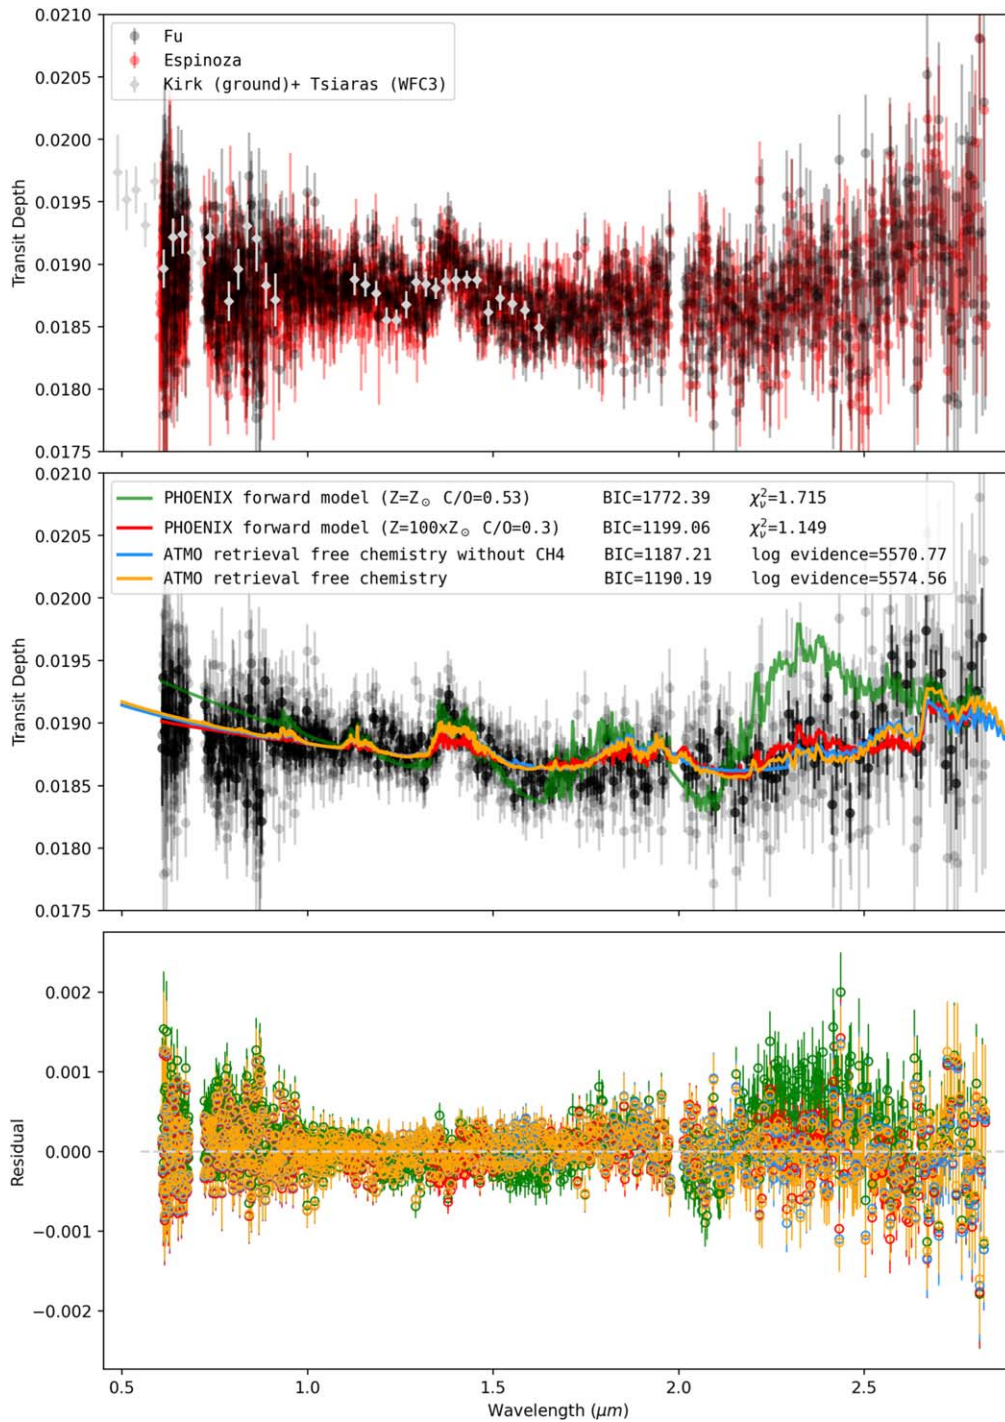 0.0210
0.0205
0.0200
0.0195
0.0190
0.0185
0.0180
0.0175
Transit Depth
Fu
Espinoza
Kirk (ground)+ Tsiaras (WFC3)
0.0210
0.0205
0.0200
0.0195
0.0190
0.0185
0.0180
0.0175
Transit Depth
PHOENIX forward model (Z=Z☉ C/O=0.53) BIC=1772.39 χ²ᵥ=1.715
PHOENIX forward model (Z=100xZ☉ C/O=0.3) BIC=1199.06 χ²ᵥ=1.149
ATMO retrieval free chemistry without CH4 BIC=1187.21 log evidence=5570.77
ATMO retrieval free chemistry BIC=1190.19 log evidence=5574.56
0.002
0.001
0.000
−0.001
−0.002
Residual
0.5 1.0 1.5 2.0 2.5
Wavelength (μm)